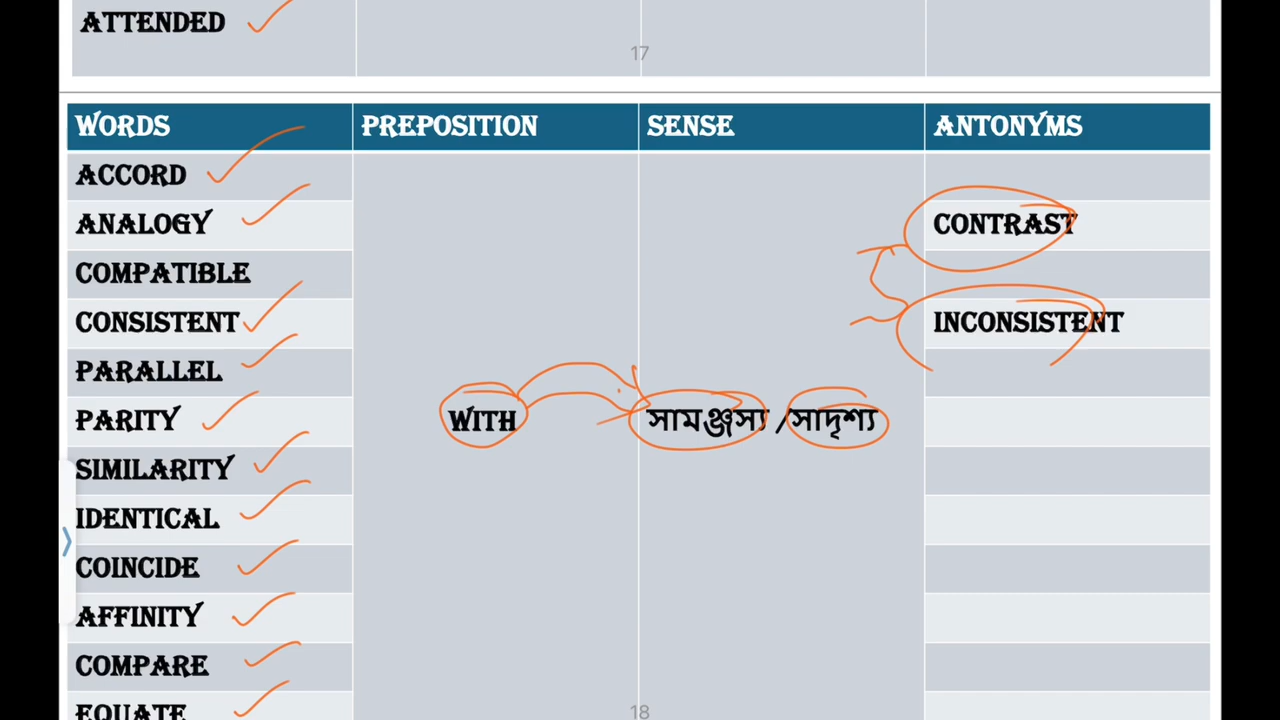 ATTENDED
17
WORDS PREPOSITION SENSE ANTONYMS
ACCORD
ANALOGY CONTRAST
COMPATIBLE
CONSISTENT INCONSISTENT
PARALLEL
PARITY WITH সামঞ্জস্য /সাদৃশ্য
SIMILARITY
IDENTICAL
COINCIDE
AFFINITY
COMPARE
EQUATE 18